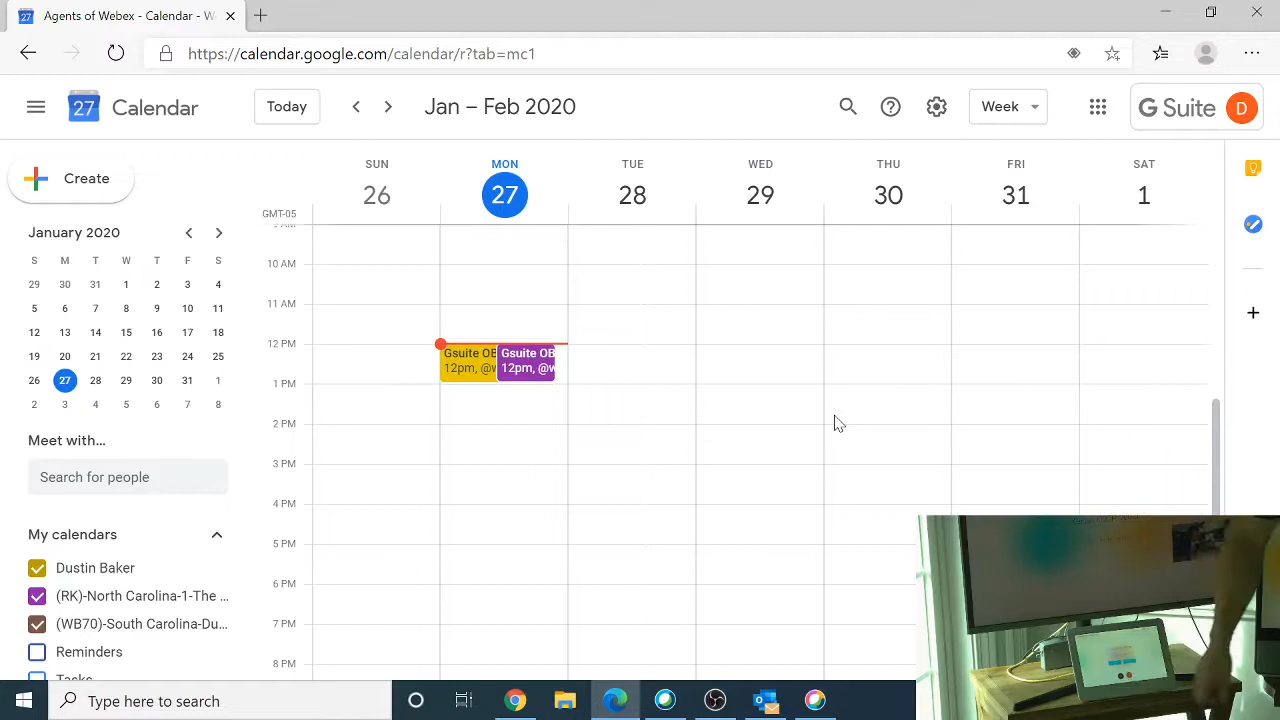 27 Agents of Webex - Calendar - W
https://calendar.google.com/calendar/r?tab=mc1
27 Calendar
Today
Jan – Feb 2020
Week
G Suite D
Create
SUN MON TUE WED THU FRI SAT
26 27 28 29 30 31 1
GMT-05
January 2020
S M T W T F S
29 30 31 1 2 3 4
5 6 7 8 9 10 11
12 13 14 15 16 17 18
19 20 21 22 23 24 25
26 27 28 29 30 31 1
2 3 4 5 6 7 8
Meet with...
Search for people
My calendars
Dustin Baker
(RK)-North Carolina-1-The ...
(WB70)-South Carolina-Du...
Reminders
Tasks
9 AM
10 AM
11 AM
12 PM
1 PM
2 PM
3 PM
4 PM
5 PM
6 PM
7 PM
8 PM
Gsuite OB
12pm, @w
Gsuite OB
12pm, @w
Type here to search